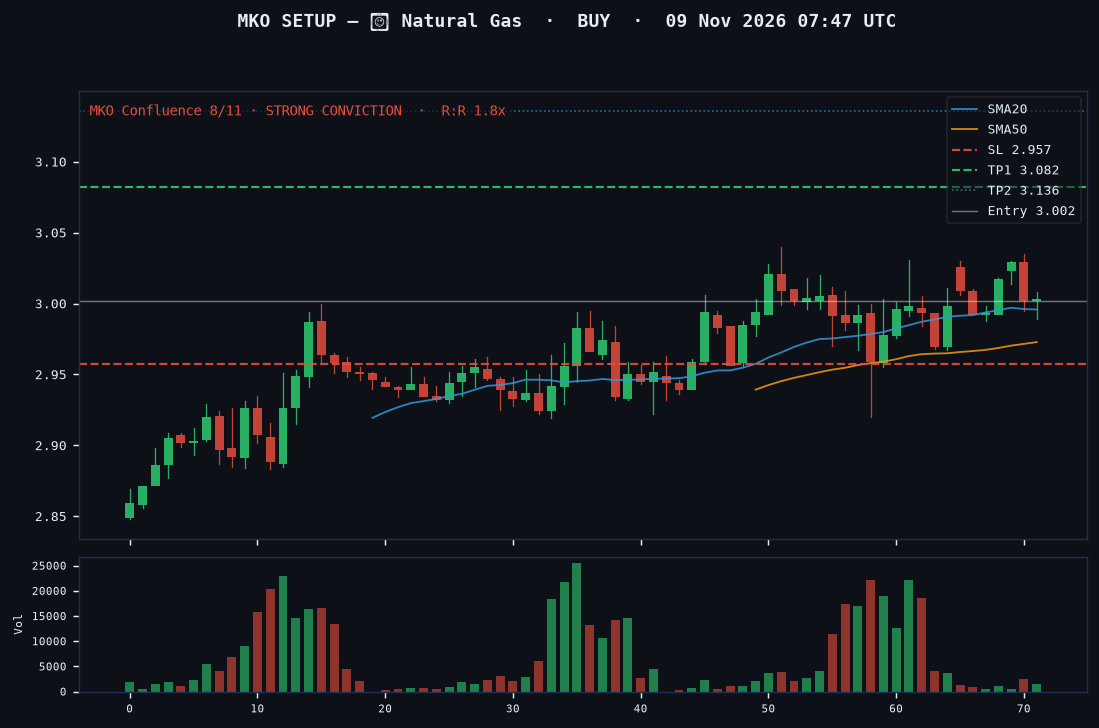 MKO SETUP — Natural Gas · BUY · 09 Nov 2026 07:47 UTC
MKO Confluence 8/11 · STRONG CONVICTION · R:R 1.8x
SMA20
SMA50
SL 2.957
TP1 3.082
TP2 3.136
Entry 3.002
3.10
3.05
3.00
2.95
2.90
2.85
25000
20000
15000
10000
5000
0
Vol
0 10 20 30 40 50 60 70